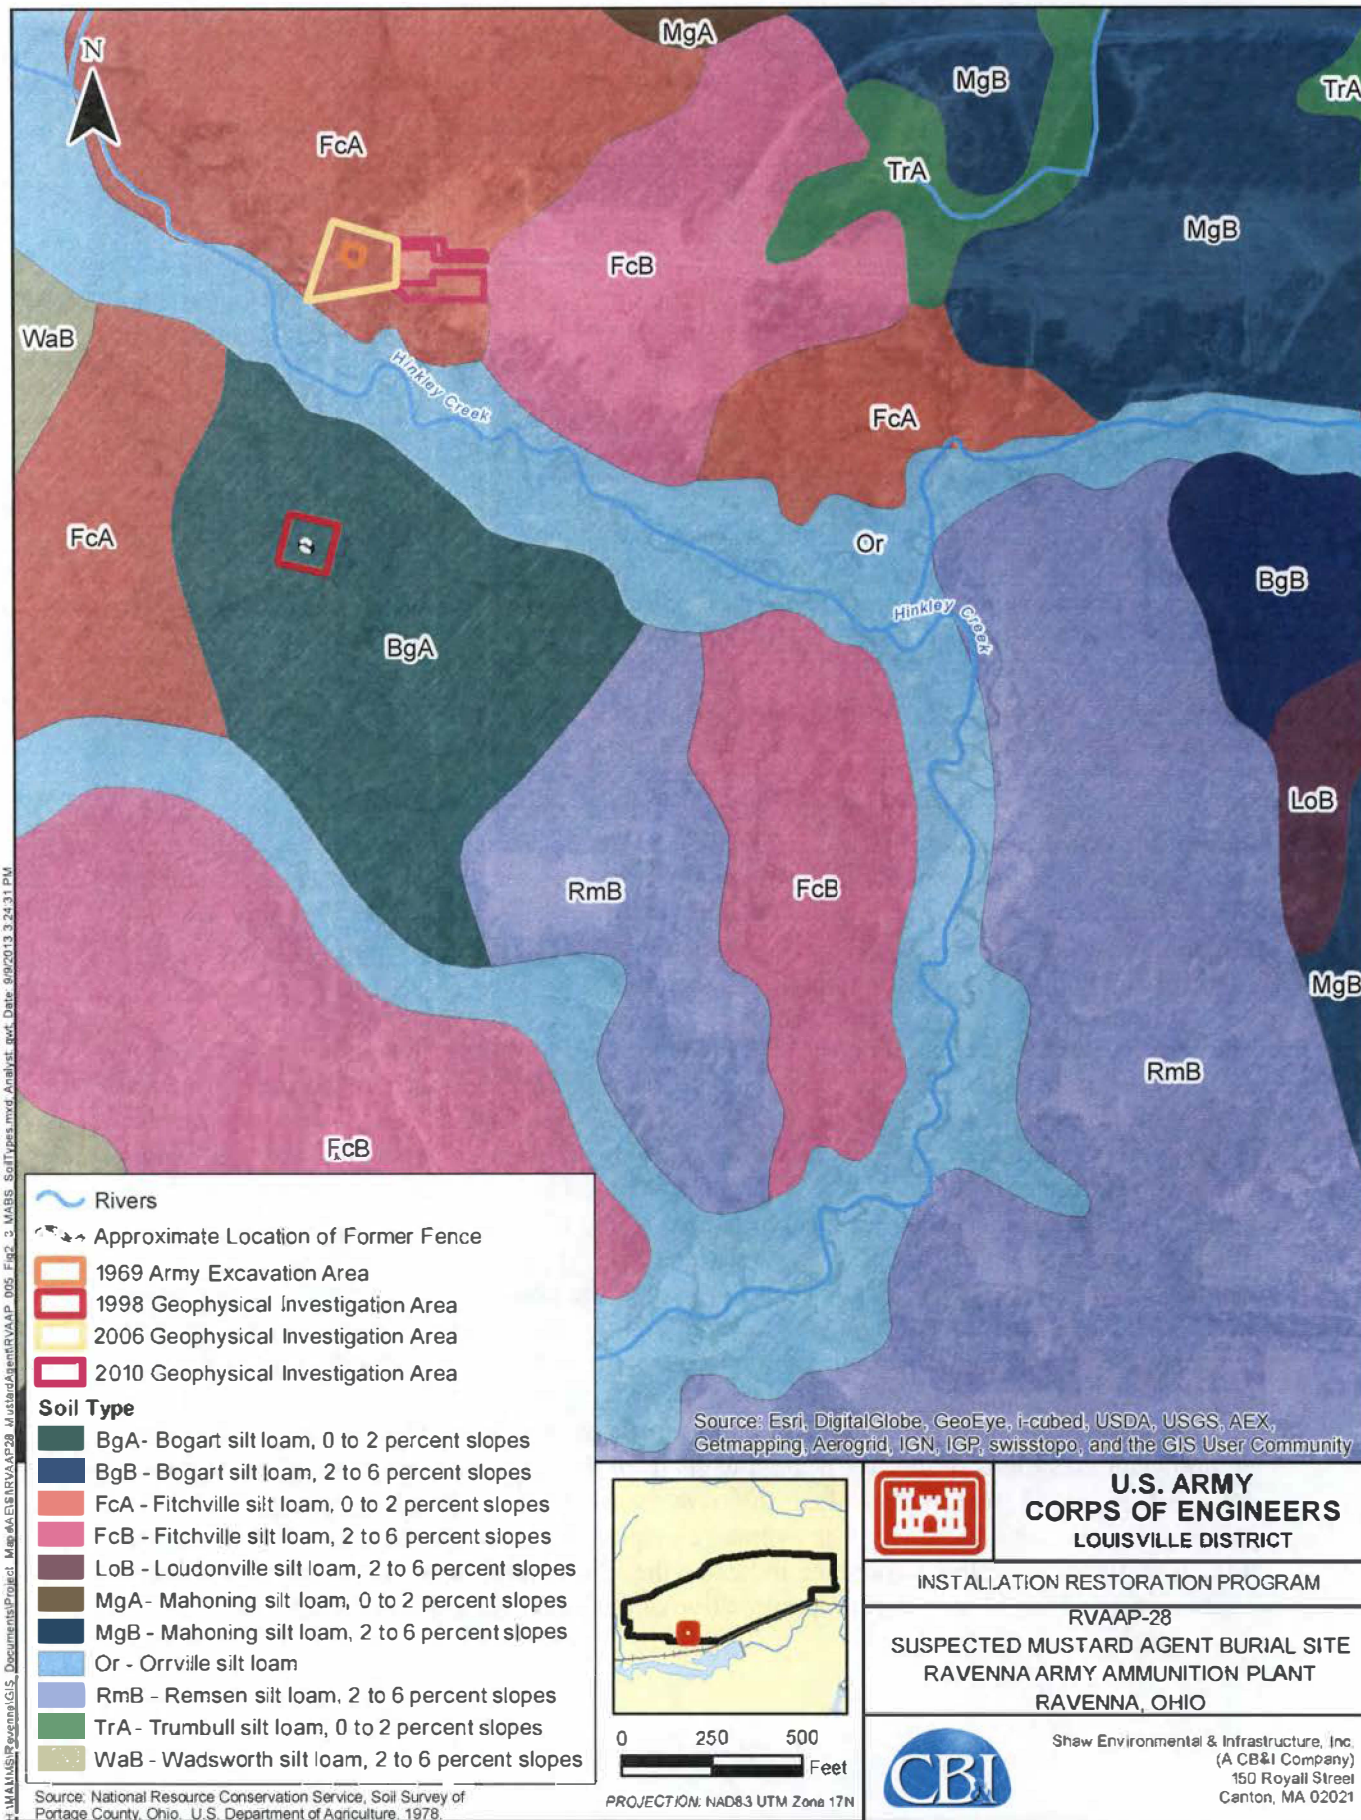 N
MgA
MgB
TrA
FcA
TrA
MgB
FcB
WaB
Hinkley Creek
FcA
FcA
Or
BgB
Hinkley Creek
BgA
LoB
RmB
FcB
MgB
RmB
FcB
Rivers
Approximate Location of Former Fence
1969 Army Excavation Area
1998 Geophysical Investigation Area
2006 Geophysical Investigation Area
2010 Geophysical Investigation Area
Soil Type
BgA- Bogart silt loam, 0 to 2 percent slopes
BgB - Bogart silt loam, 2 to 6 percent slopes
FcA - Fitchville silt loam, 0 to 2 percent slopes
FcB - Fitchville silt loam, 2 to 6 percent slopes
LoB - Loudonville silt loam, 2 to 6 percent slopes
MgA- Mahoning silt loam, 0 to 2 percent slopes
MgB - Mahoning silt loam, 2 to 6 percent slopes
Or - Orrville silt loam
RmB - Remsen silt loam, 2 to 6 percent slopes
TrA - Trumbull silt loam, 0 to 2 percent slopes
WaB - Wadsworth silt loam, 2 to 6 percent slopes
Source: National Resource Conservation Service, Soil Survey of
Portage County, Ohio. U.S. Department of Agriculture. 1978.
Source: Esri, DigitalGlobe, GeoEye, i-cubed, USDA, USGS, AEX,
Getmapping, Aerogrid, IGN, IGP, swisstopo, and the GIS User Community
0 250 500
Feet
PROJECTION: NAD83 UTM Zone 17N
U.S. ARMY
CORPS OF ENGINEERS
LOUISVILLE DISTRICT
INSTALLATION RESTORATION PROGRAM
RVAAP-28
SUSPECTED MUSTARD AGENT BURIAL SITE
RAVENNA ARMY AMMUNITION PLANT
RAVENNA, OHIO
CB&I
Shaw Environmental & Infrastructure, Inc.
(A CB&I Company)
150 Royall Street
Canton, MA 02021
Date: 9/9/2013 3:24:31 PM